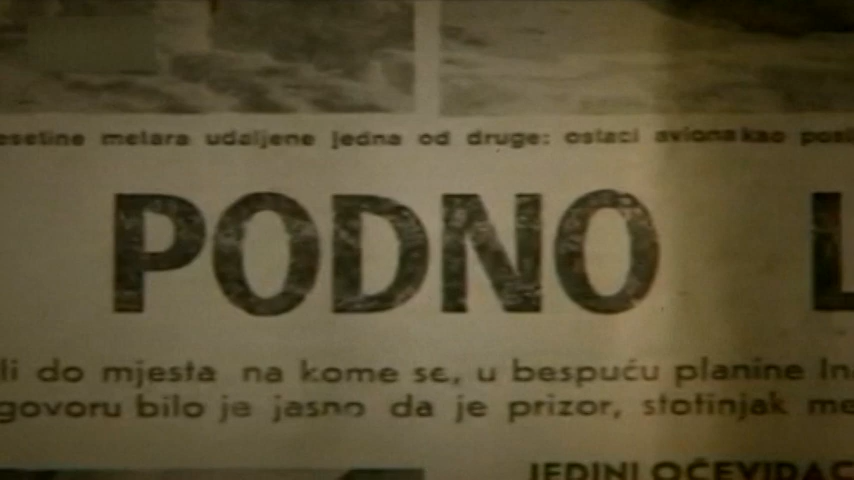 metara udaljene jedna od druge: ostaci aviona kao
PODNO L
li do mjesta na kome se, u bespuću planine
govoru bilo je jasno da je prizor, stotinjak
JEDINI OČEVIDAC